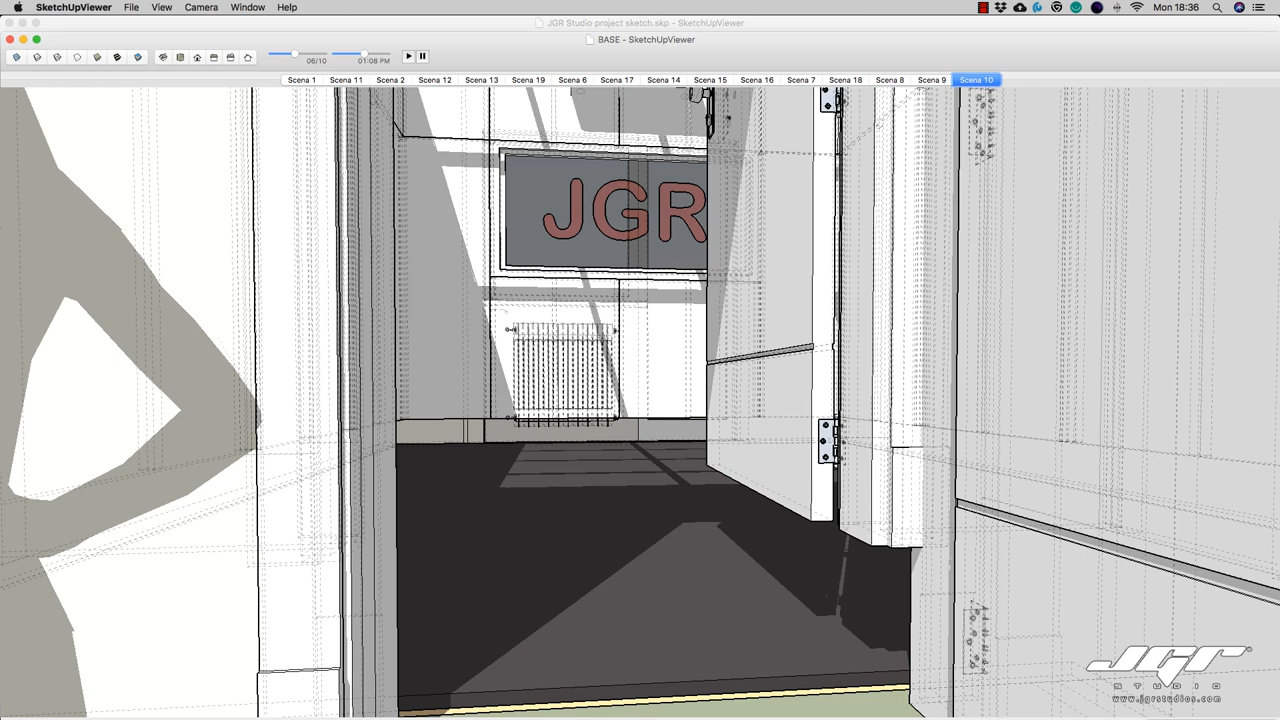 SketchUpViewer File View Camera Window Help Mon 18:36
JGR Studio project sketch.skp - SketchUpViewer
BASE - SketchUpViewer
06/10 01:08 PM
Scena 1 Scena 11 Scena 2 Scena 12 Scena 13 Scena 19 Scena 6 Scena 17 Scena 14 Scena 15 Scena 16 Scena 7 Scena 18 Scena 8 Scena 9 Scena 10
JGR
JGR
STUDIO
www.jgrstudios.com